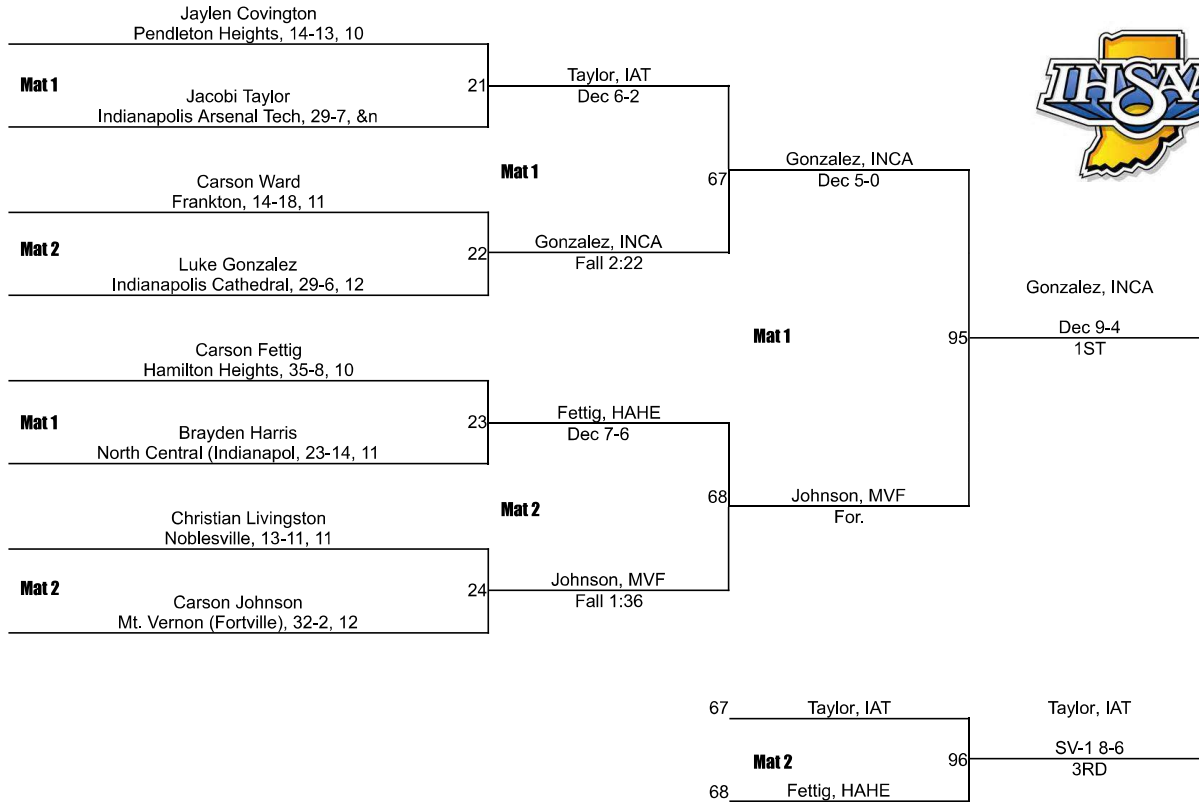 Jaylen Covington
Pendleton Heights, 14-13, 10
Mat 1
21
Jacobi Taylor
Indianapolis Arsenal Tech, 29-7, &n
Taylor, IAT
Dec 6-2
Carson Ward
Frankton, 14-18, 11
Mat 2
22
Luke Gonzalez
Indianapolis Cathedral, 29-6, 12
Gonzalez, INCA
Fall 2:22
Mat 1
67
Gonzalez, INCA
Dec 5-0
Carson Fettig
Hamilton Heights, 35-8, 10
Mat 1
23
Brayden Harris
North Central (Indianapol, 23-14, 11
Fettig, HAHE
Dec 7-6
Christian Livingston
Noblesville, 13-11, 11
Mat 2
24
Carson Johnson
Mt. Vernon (Fortville), 32-2, 12
Johnson, MVF
Fall 1:36
Mat 2
68
Johnson, MVF
For.
Mat 1
95
Gonzalez, INCA
Dec 9-4
1ST
IHSAA
67
Taylor, IAT
Mat 2
96
68
Fettig, HAHE
Taylor, IAT
SV-1 8-6
3RD